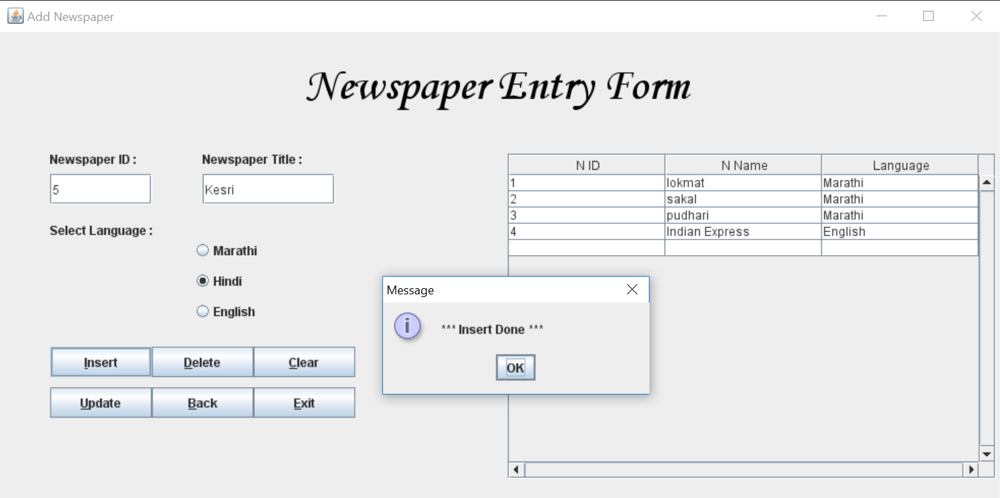 Add Newspaper
Newspaper Entry Form
Newspaper ID :
Newspaper Title :
5
Kesri
Select Language :
Marathi
Hindi
English
Insert
Delete
Clear
Update
Back
Exit
N ID
N Name
Language
1
lokmat
Marathi
2
sakal
Marathi
3
pudhari
Marathi
4
Indian Express
English
Message
i
*** Insert Done ***
OK